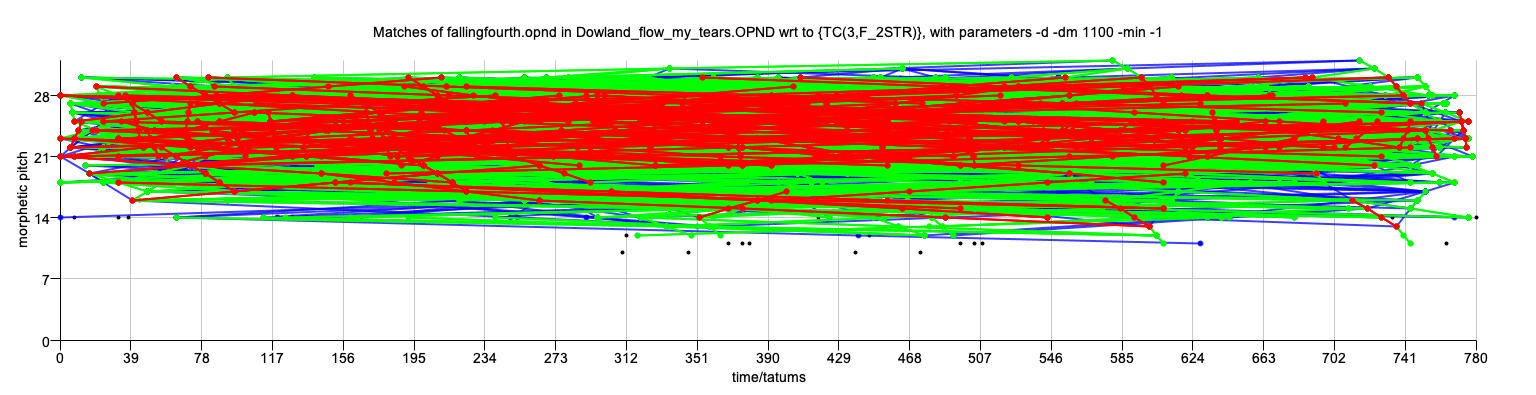 Matches of fallingfourth.opnd in Dowland_flow_my_tears.OPND wrt to {TC(3,F_2STR)}, with parameters -d -dm 1100 -min -1
28
21
14
7
0
morphetic pitch
0 39 78 117 156 195 234 273 312 351 390 429 468 507 546 585 624 663 702 741 780
time/tatums